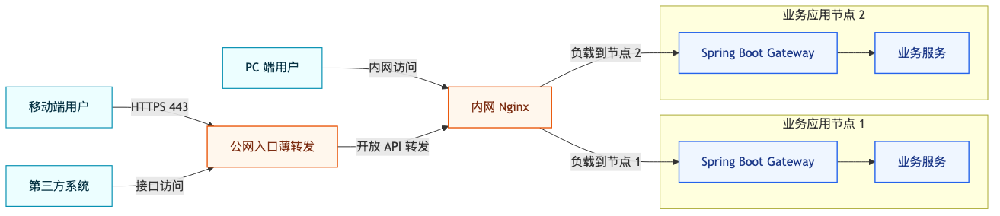 移动端用户
第三方系统
HTTPS 443
接口访问
PC 端用户
公网入口薄转发
内网访问
开放 API 转发
内网 Nginx
负载到节点 2
负载到节点 1
业务应用节点 2
Spring Boot Gateway
业务服务
业务应用节点 1
Spring Boot Gateway
业务服务